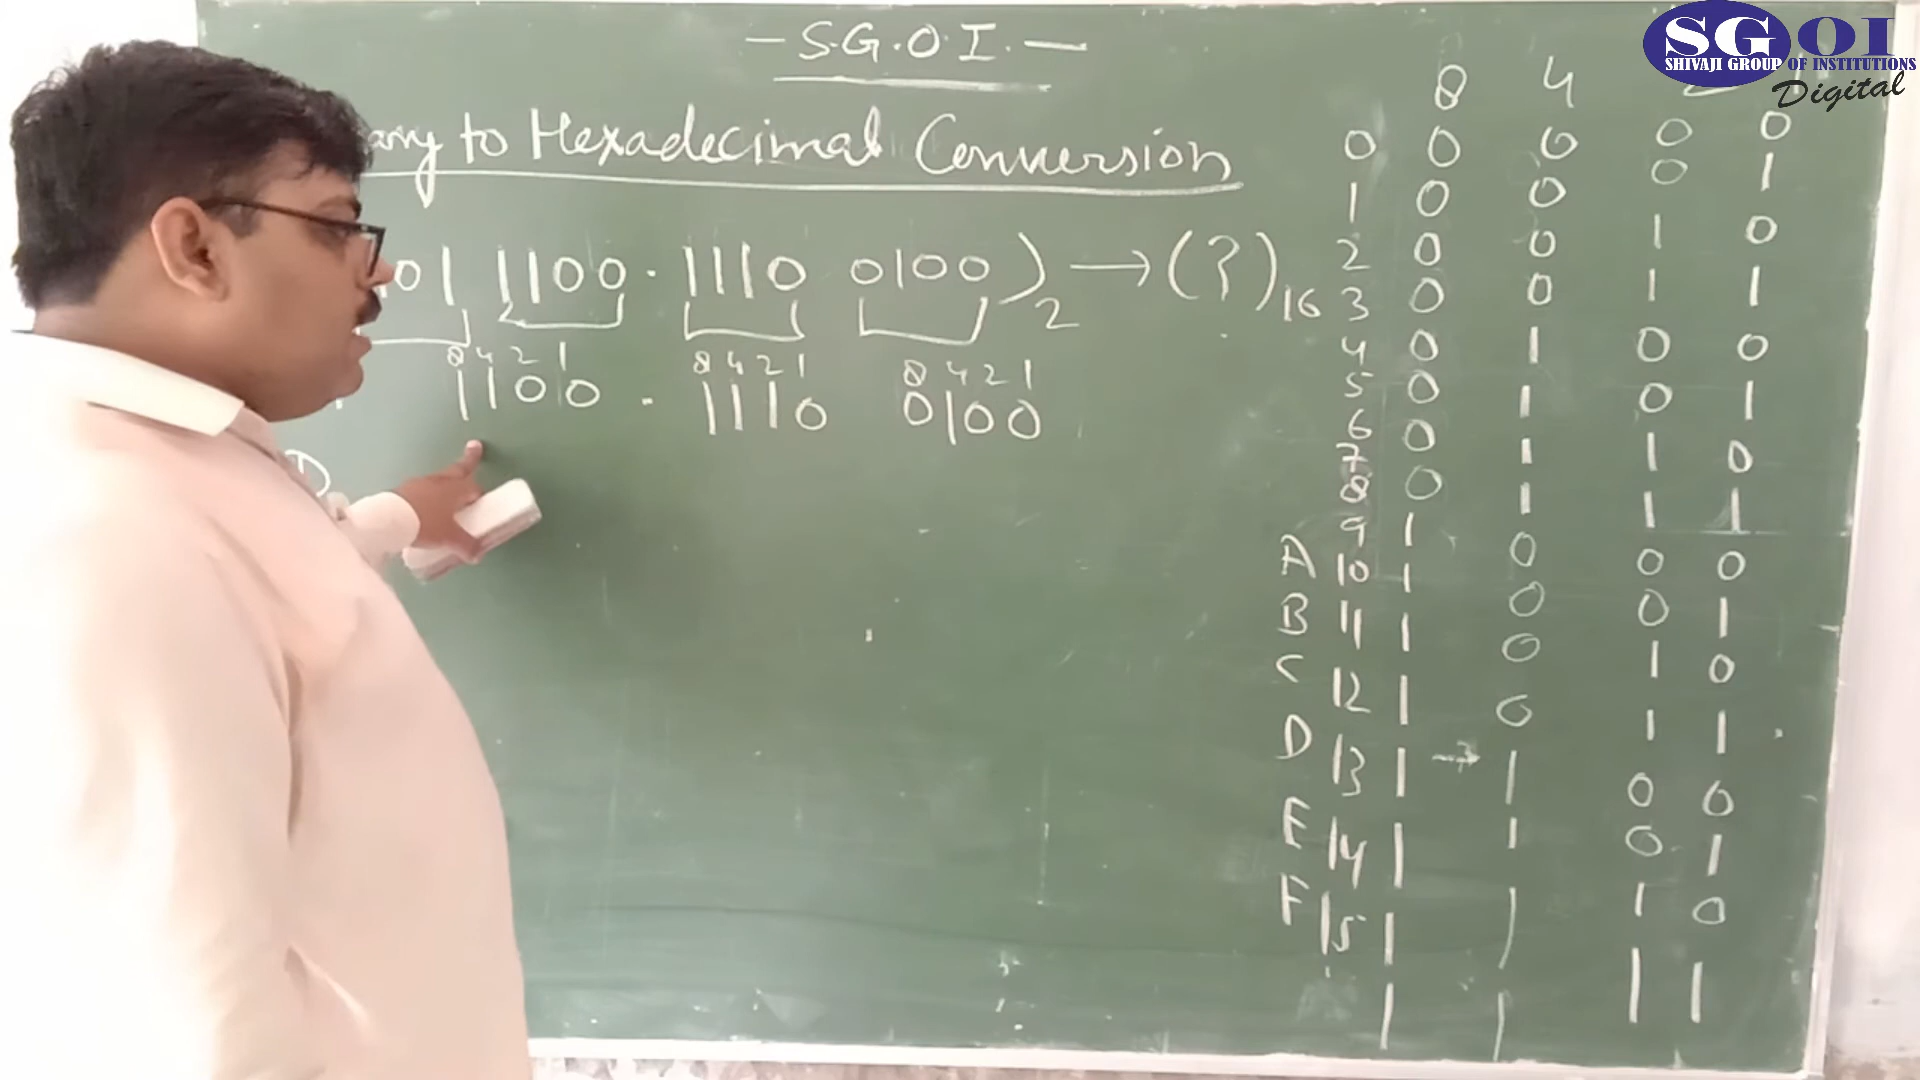 - S.G.O.I. -
SGOI
SHIVAJI GROUP OF INSTITUTIONS
Digital
to Hexadecimal Conversion
01 1100 . 1110 0100)2 → (?)16
8 4 2 1 8 4 2 1 8 4 2 1
1100 . 1110 0100
D
8 4
0 0 0 0 0
1 0 0 0 1
2 0 0 1 0
3 0 0 1 1
4 0 1 0 0
5 0 1 0 1
6 0 1 1 0
7 0 1 1 1
8 1 0 0 0
9 1 0 0 1
A 10 1 0 1 0
B 11 1 0 1 1
C 12 1 1 0 0
D 13 1 → 1 0 1
E 14 1 1 1 0
F 15 1 1 1 1